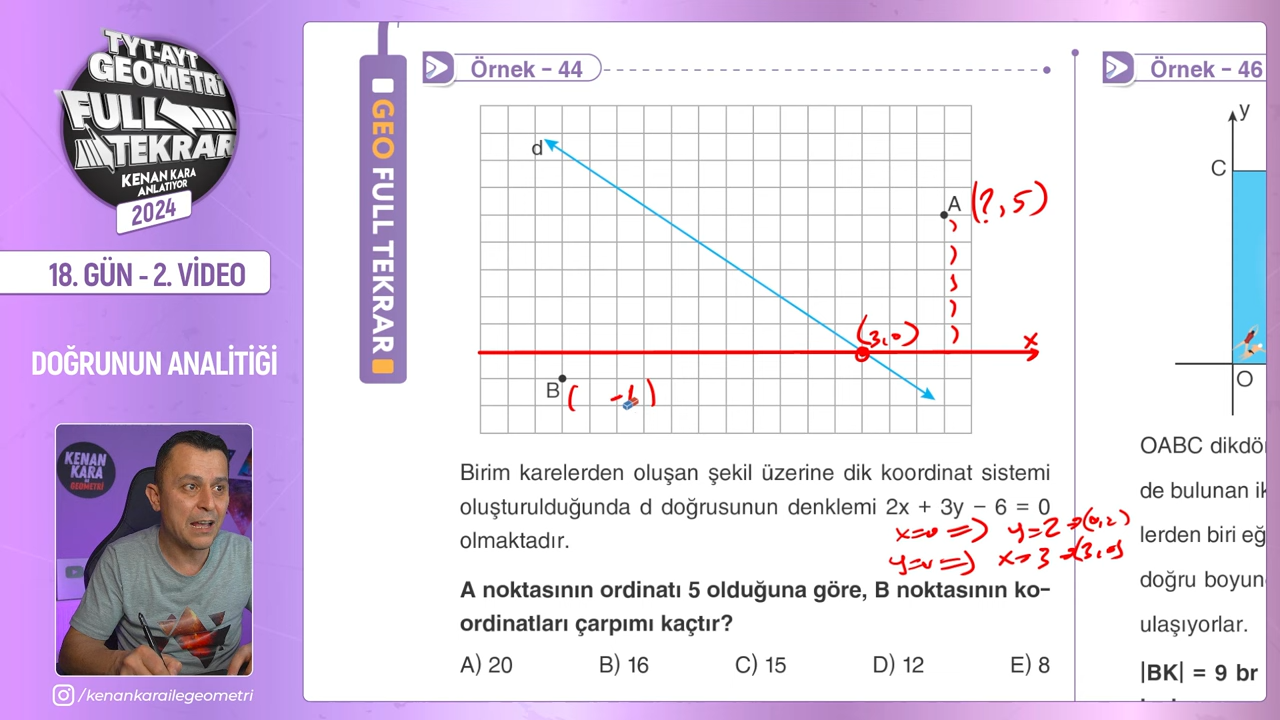 TYT-AYT
GEOMETRİ
FULL
TEKRAR
KENAN KARA
ANLATIYOR
2024
18. GÜN - 2. VİDEO
DOĞRUNUN ANALİTİĞİ
KENAN
KARA
GEOMETRİ
/kenankarailegeometri
GEO FULL TEKRAR
Örnek – 44
d
A (?, 5)
(3,0)
x
B ( -1)
Birim karelerden oluşan şekil üzerine dik koordinat sistemi
oluşturulduğunda d doğrusunun denklemi 2x + 3y − 6 = 0
olmaktadır.
x=0 => y=2 => (0,2)
y=0 => x=3 => (3,0)
A noktasının ordinatı 5 olduğuna göre, B noktasının ko-
ordinatları çarpımı kaçtır?
A) 20 B) 16 C) 15 D) 12 E) 8
Örnek – 46
y
C
O
OABC dikdö
de bulunan ik
lerden biri eğ
doğru boyun
ulaşıyorlar.
|BK| = 9 br